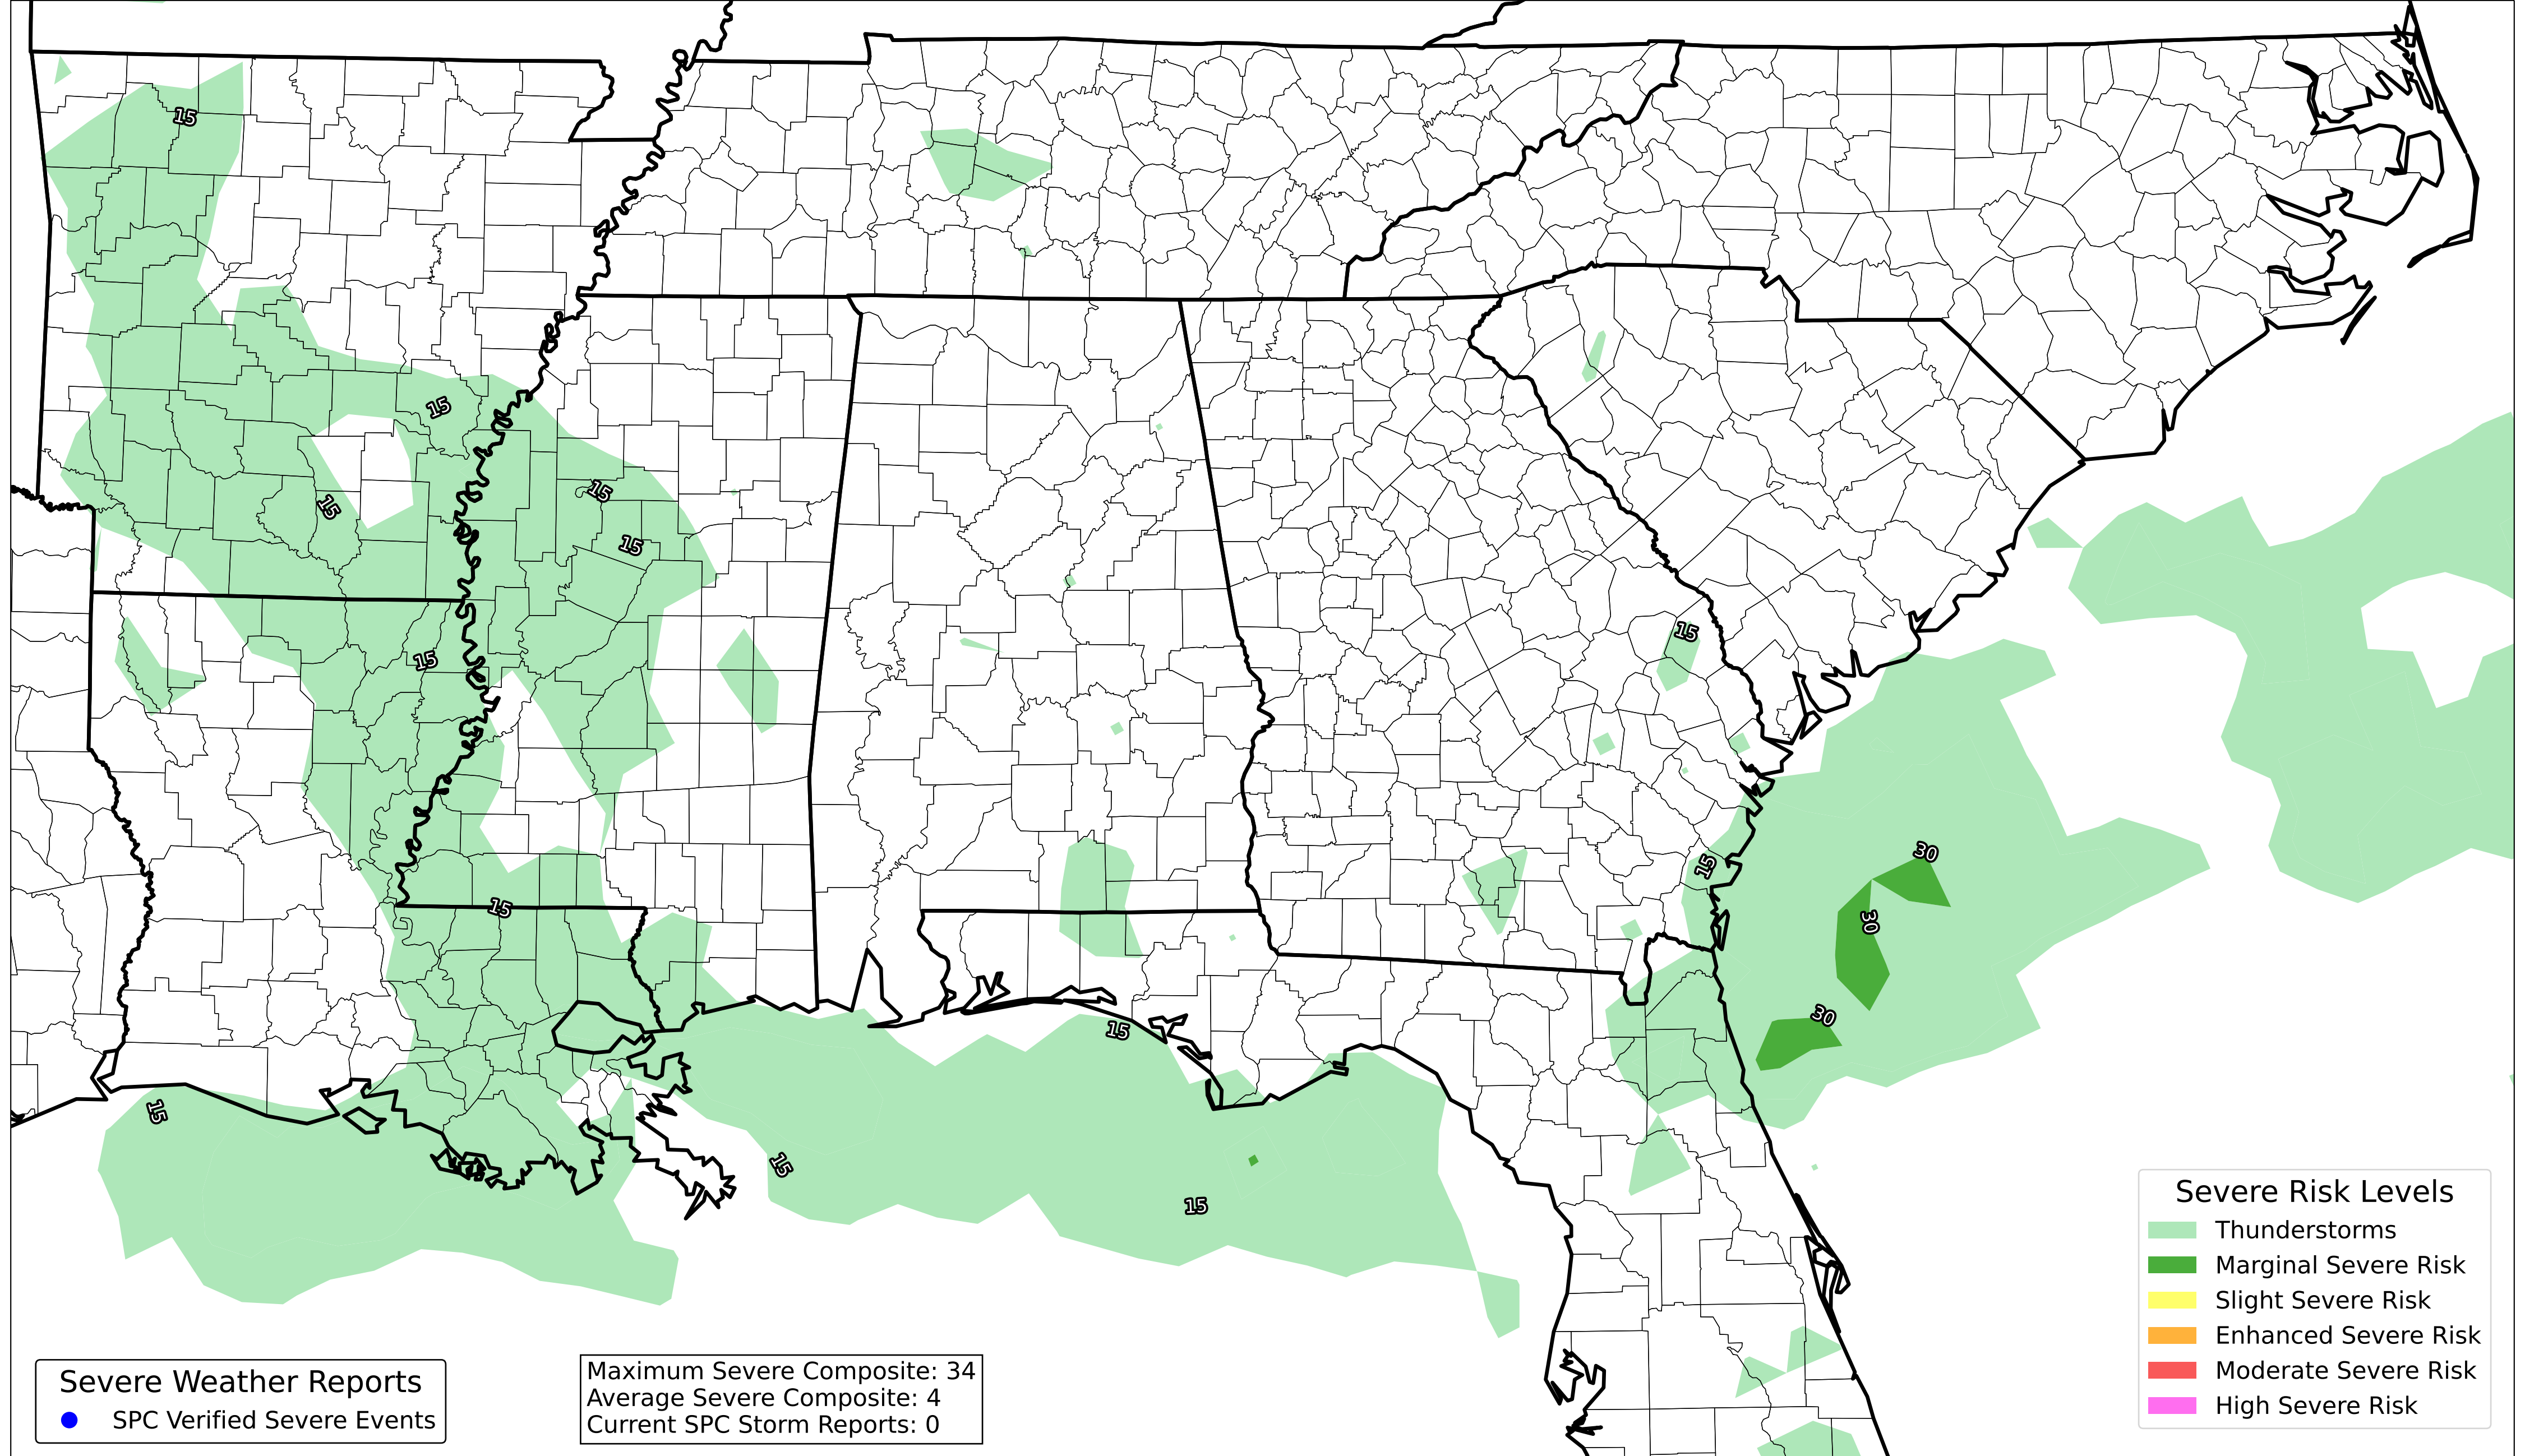 15
15
15
15
15
15
15
15
30
15
30
15
30
15
15
15
15
Severe Risk Levels
Thunderstorms
Marginal Severe Risk
Slight Severe Risk
Enhanced Severe Risk
Moderate Severe Risk
High Severe Risk
Severe Weather Reports
SPC Verified Severe Events
Maximum Severe Composite: 34
Average Severe Composite: 4
Current SPC Storm Reports: 0